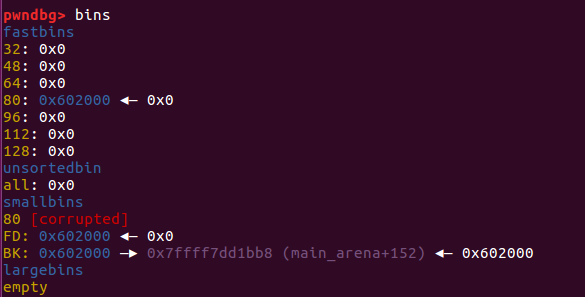 pwndbg> bins
fastbins
32: 0x0
48: 0x0
64: 0x0
80: 0x602000 ◂— 0x0
96: 0x0
112: 0x0
128: 0x0
unsortedbin
all: 0x0
smallbins
80 [corrupted]
FD: 0x602000 ◂— 0x0
BK: 0x602000 —▸ 0x7ffff7dd1bb8 (main_arena+152) ◂— 0x602000
largebins
empty